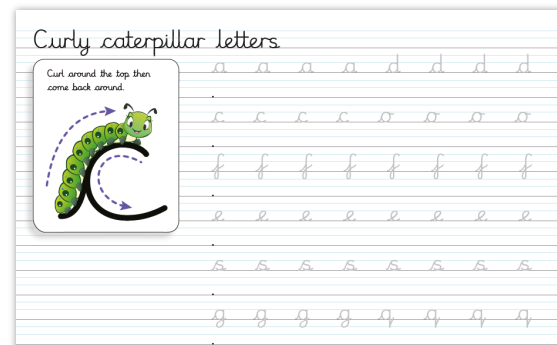 Curly caterpillar letters
Curl around the top then
come back around.
a a a a d d d d
c c c c o o o o
f f f f f f f f
e e e e e e e e
s s s s s s s s
g g g g q q q q